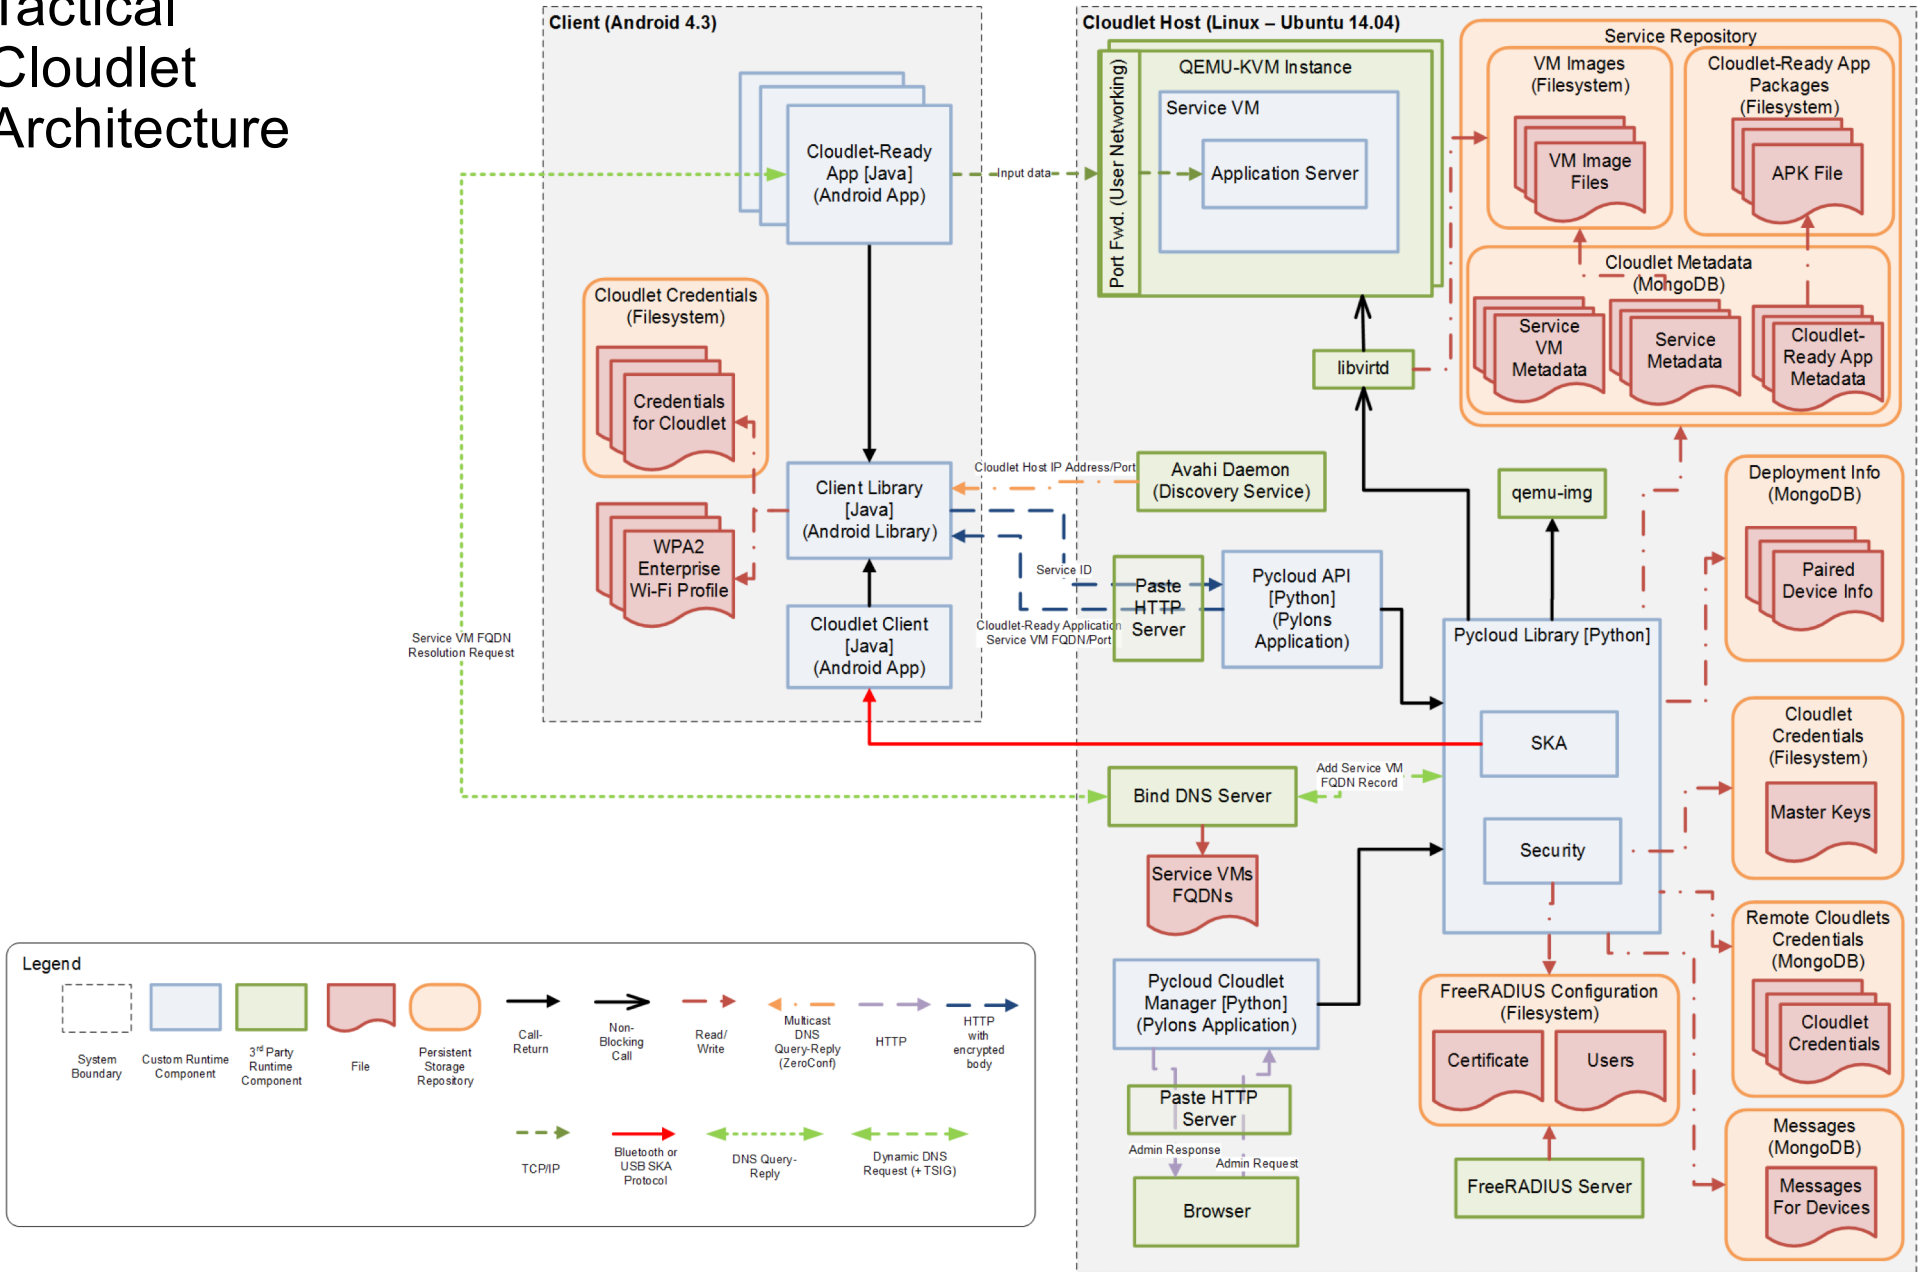 Tactical
Cloudlet
Architecture
Client (Android 4.3)
Cloudlet-Ready
App [Java]
(Android App)
Input data
Cloudlet Credentials
(Filesystem)
Credentials
for Cloudlet
WPA2
Enterprise
Wi-Fi Profile
Client Library
[Java]
(Android Library)
Cloudlet Client
[Java]
(Android App)
Service VM FQDN
Resolution Request
Cloudlet Host IP Address/Port
Service ID
Cloudlet-Ready Application
Service VM FQDN/Port
Cloudlet Host (Linux – Ubuntu 14.04)
Port Fwd. (User Networking)
QEMU-KVM Instance
Service VM
Application Server
libvirtd
Avahi Daemon
(Discovery Service)
qemu-img
Paste
HTTP
Server
Pycloud API
[Python]
(Pylons
Application)
Pycloud Library [Python]
SKA
Security
Add Service VM
FQDN Record
Bind DNS Server
Service VMs
FQDNs
Pycloud Cloudlet
Manager [Python]
(Pylons Application)
Paste HTTP
Server
Admin Response
Admin Request
Browser
FreeRADIUS Configuration
(Filesystem)
Certificate
Users
FreeRADIUS Server
Service Repository
VM Images
(Filesystem)
VM Image
Files
Cloudlet-Ready App
Packages
(Filesystem)
APK File
Cloudlet Metadata
(MongoDB)
Service
VM
Metadata
Service
Metadata
Cloudlet-
Ready App
Metadata
Deployment Info
(MongoDB)
Paired
Device Info
Cloudlet
Credentials
(Filesystem)
Master Keys
Remote Cloudlets
Credentials
(MongoDB)
Cloudlet
Credentials
Messages
(MongoDB)
Messages
For Devices
Legend
System
Boundary
Custom Runtime
Component
3rd Party
Runtime
Component
File
Persistent
Storage
Repository
Call-
Return
Non-
Blocking
Call
Read/
Write
Multicast
DNS
Query-Reply
(ZeroConf)
HTTP
HTTP
with
encrypted
body
TCP/IP
Bluetooth or
USB SKA
Protocol
DNS Query-
Reply
Dynamic DNS
Request (+ TSIG)